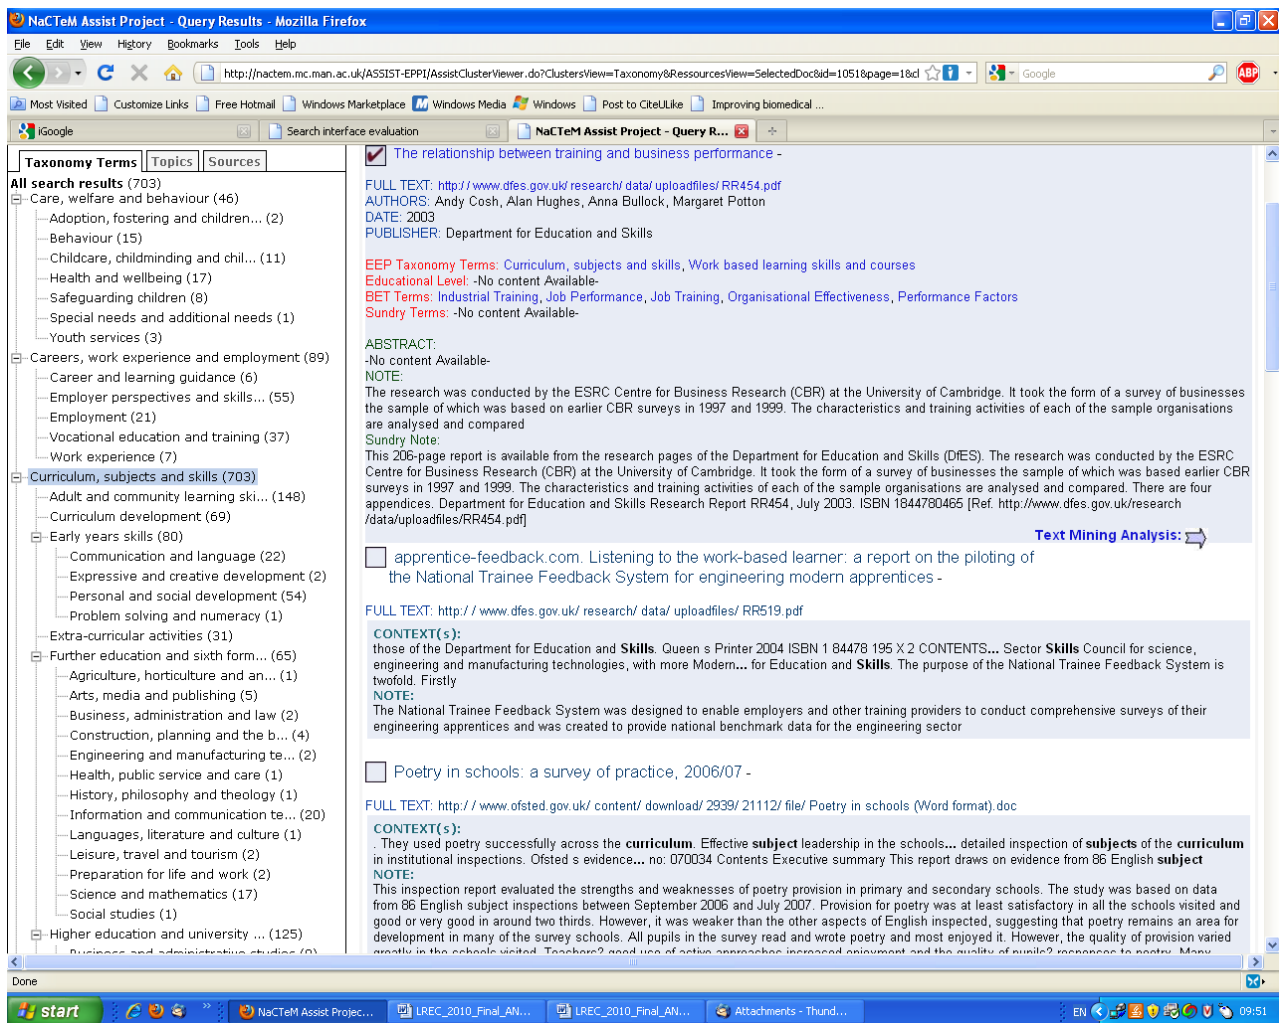 NaCTeM Assist Project - Query Results - Mozilla Firefox
File Edit View History Bookmarks Tools Help
http://nactem.mc.man.ac.uk/ASSIST-EPPI/AssistClusterViewer.do?ClustersView=Taxonomy&RessourcesView=SelectedDoc&id=1051&page=1&cl
Google
ABP
Most Visited Customize Links Free Hotmail Windows Marketplace Windows Media Windows Post to CiteULike Improving biomedical ...
iGoogle
Search interface evaluation
NaCTeM Assist Project - Query R...
Taxonomy Terms Topics Sources
All search results (703)
Care, welfare and behaviour (46)
Adoption, fostering and children... (2)
Behaviour (15)
Childcare, childminding and chil... (11)
Health and wellbeing (17)
Safeguarding children (8)
Special needs and additional needs (1)
Youth services (3)
Careers, work experience and employment (89)
Career and learning guidance (6)
Employer perspectives and skills... (55)
Employment (21)
Vocational education and training (37)
Work experience (7)
Curriculum, subjects and skills (703)
Adult and community learning ski... (148)
Curriculum development (69)
Early years skills (80)
Communication and language (22)
Expressive and creative development (2)
Personal and social development (54)
Problem solving and numeracy (1)
Extra-curricular activities (31)
Further education and sixth form... (65)
Agriculture, horticulture and an... (1)
Arts, media and publishing (5)
Business, administration and law (2)
Construction, planning and the b... (4)
Engineering and manufacturing te... (2)
Health, public service and care (1)
History, philosophy and theology (1)
Information and communication te... (20)
Languages, literature and culture (1)
Leisure, travel and tourism (2)
Preparation for life and work (2)
Science and mathematics (17)
Social studies (1)
Higher education and university ... (125)
Business and administrative studies
The relationship between training and business performance -
FULL TEXT: http:/ / www.dfes.gov.uk/ research/ data/ uploadfiles/ RR454.pdf
AUTHORS: Andy Cosh, Alan Hughes, Anna Bullock, Margaret Potton
DATE: 2003
PUBLISHER: Department for Education and Skills
EEP Taxonomy Terms: Curriculum, subjects and skills, Work based learning skills and courses
Educational Level: -No content Available-
BET Terms: Industrial Training, Job Performance, Job Training, Organisational Effectiveness, Performance Factors
Sundry Terms: -No content Available-
ABSTRACT:
-No content Available-
NOTE:
The research was conducted by the ESRC Centre for Business Research (CBR) at the University of Cambridge. It took the form of a survey of businesses
the sample of which was based on earlier CBR surveys in 1997 and 1999. The characteristics and training activities of each of the sample organisations
are analysed and compared
Sundry Note:
This 206-page report is available from the research pages of the Department for Education and Skills (DfES). The research was conducted by the ESRC
Centre for Business Research (CBR) at the University of Cambridge. It took the form of a survey of businesses the sample of which was based earlier CBR
surveys in 1997 and 1999. The characteristics and training activities of each of the sample organisations are analysed and compared. There are four
appendices. Department for Education and Skills Research Report RR454, July 2003. ISBN 1844780465 [Ref. http://www.dfes.gov.uk/research
/data/uploadfiles/RR454.pdf]
Text Mining Analysis:
apprentice-feedback.com. Listening to the work-based learner: a report on the piloting of
the National Trainee Feedback System for engineering modern apprentices -
FULL TEXT: http:/ / www.dfes.gov.uk/ research/ data/ uploadfiles/ RR519.pdf
CONTEXT(s):
those of the Department for Education and Skills. Queen s Printer 2004 ISBN 1 84478 195 X 2 CONTENTS... Sector Skills Council for science,
engineering and manufacturing technologies, with more Modern... for Education and Skills. The purpose of the National Trainee Feedback System is
twofold. Firstly
NOTE:
The National Trainee Feedback System was designed to enable employers and other training providers to conduct comprehensive surveys of their
engineering apprentices and was created to provide national benchmark data for the engineering sector
Poetry in schools: a survey of practice, 2006/07 -
FULL TEXT: http:/ / www.ofsted.gov.uk/ content/ download/ 2939/ 21112/ file/ Poetry in schools (Word format).doc
CONTEXT(s):
. They used poetry successfully across the curriculum. Effective subject leadership in the schools... detailed inspection of subjects of the curriculum
in institutional inspections. Ofsted s evidence... no: 070034 Contents Executive summary This report draws on evidence from 86 English subject
NOTE:
This inspection report evaluated the strengths and weaknesses of poetry provision in primary and secondary schools. The study was based on data
from 86 English subject inspections between September 2006 and July 2007. Provision for poetry was at least satisfactory in all the schools visited and
good or very good in around two thirds. However, it was weaker than the other aspects of English inspected, suggesting that poetry remains an area for
development in many of the survey schools. All pupils in the survey read and wrote poetry and most enjoyed it. However, the quality of provision varied
greatly in the schools visited. Teachers? good use of active approaches increased enjoyment and the quality of pupils? responses to poetry. Many
Done
start
NaCTeM Assist Projec...
LREC_2010_Final_AN...
LREC_2010_Final_AN...
Attachments - Thund...
EN
09:51